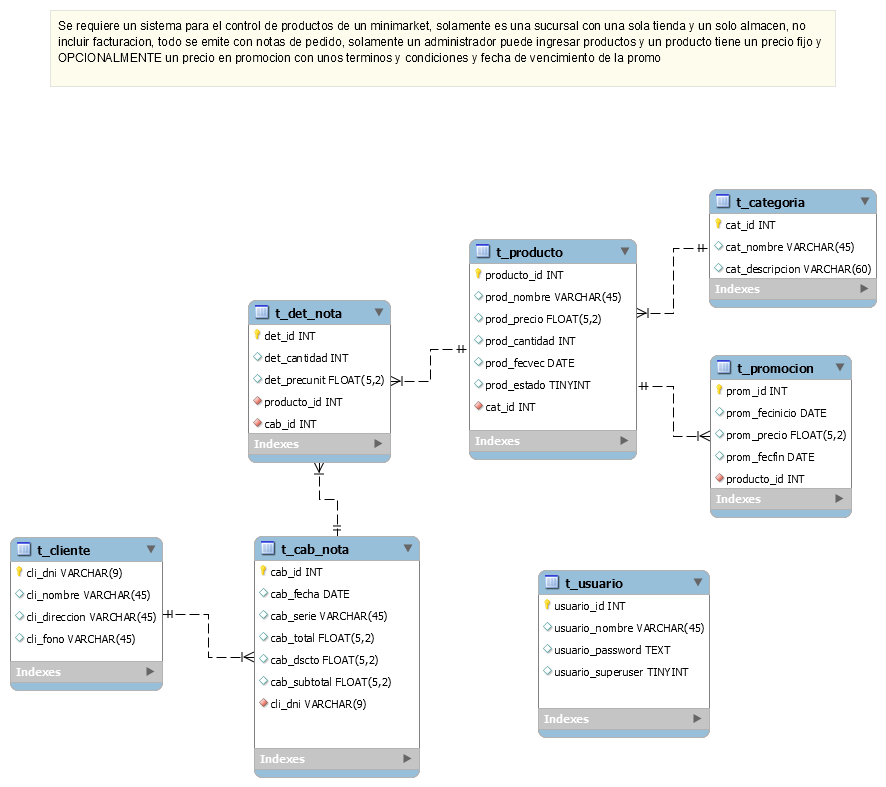 Se requiere un sistema para el control de productos de un minimarket, solamente es una sucursal con una sola tienda y un solo almacen, no
incluir facturacion, todo se emite con notas de pedido, solamente un administrador puede ingresar productos y un producto tiene un precio fijo y
OPCIONALMENTE un precio en promocion con unos terminos y condiciones y fecha de vencimiento de la promo
t_categoria
cat_id INT
cat_nombre VARCHAR(45)
cat_descripcion VARCHAR(60)
Indexes
t_producto
producto_id INT
prod_nombre VARCHAR(45)
prod_precio FLOAT(5,2)
prod_cantidad INT
prod_fecvec DATE
prod_estado TINYINT
cat_id INT
Indexes
t_det_nota
det_id INT
det_cantidad INT
det_precunit FLOAT(5,2)
producto_id INT
cab_id INT
Indexes
t_promocion
prom_id INT
prom_fecinicio DATE
prom_precio FLOAT(5,2)
prom_fecfin DATE
producto_id INT
Indexes
t_cliente
cli_dni VARCHAR(9)
cli_nombre VARCHAR(45)
cli_direccion VARCHAR(45)
cli_fono VARCHAR(45)
Indexes
t_cab_nota
cab_id INT
cab_fecha DATE
cab_serie VARCHAR(45)
cab_total FLOAT(5,2)
cab_dscto FLOAT(5,2)
cab_subtotal FLOAT(5,2)
cli_dni VARCHAR(9)
Indexes
t_usuario
usuario_id INT
usuario_nombre VARCHAR(45)
usuario_password TEXT
usuario_superuser TINYINT
Indexes